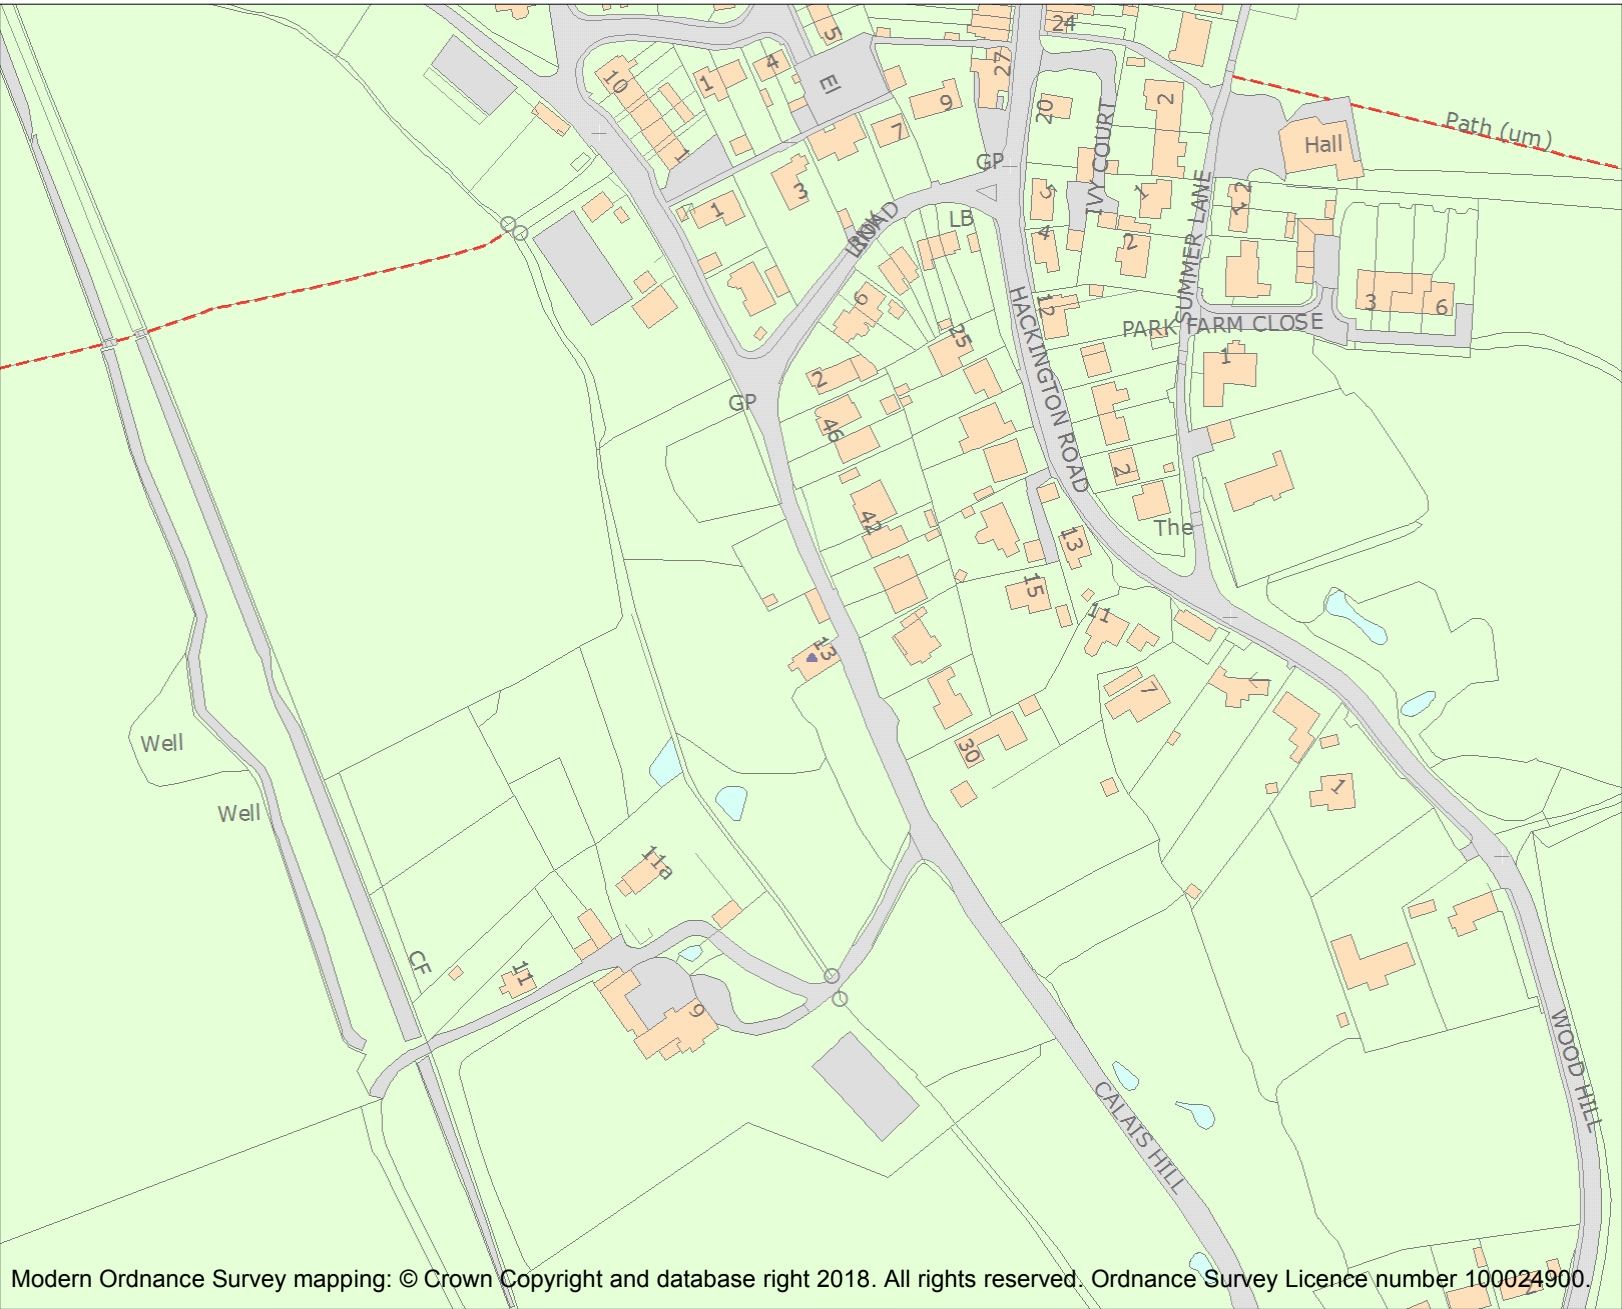 24
5
27
10
1
4
El
9
7
20
2
Path (um)
Hall
1
GP
IVY COURT
3
5
1
2
1
1
LINK ROAD
LB
4
2
SUMMER LANE
6
12
HACKINGTON ROAD
3
6
PARK FARM CLOSE
25
1
2
GP
46
2
42
The
13
15
11
13
7
30
Well
1
Well
11a
CF
11
9
WOOD HILL
CALAIS HILL
2
Modern Ordnance Survey mapping: © Crown Copyright and database right 2018. All rights reserved. Ordnance Survey Licence number 100024900.